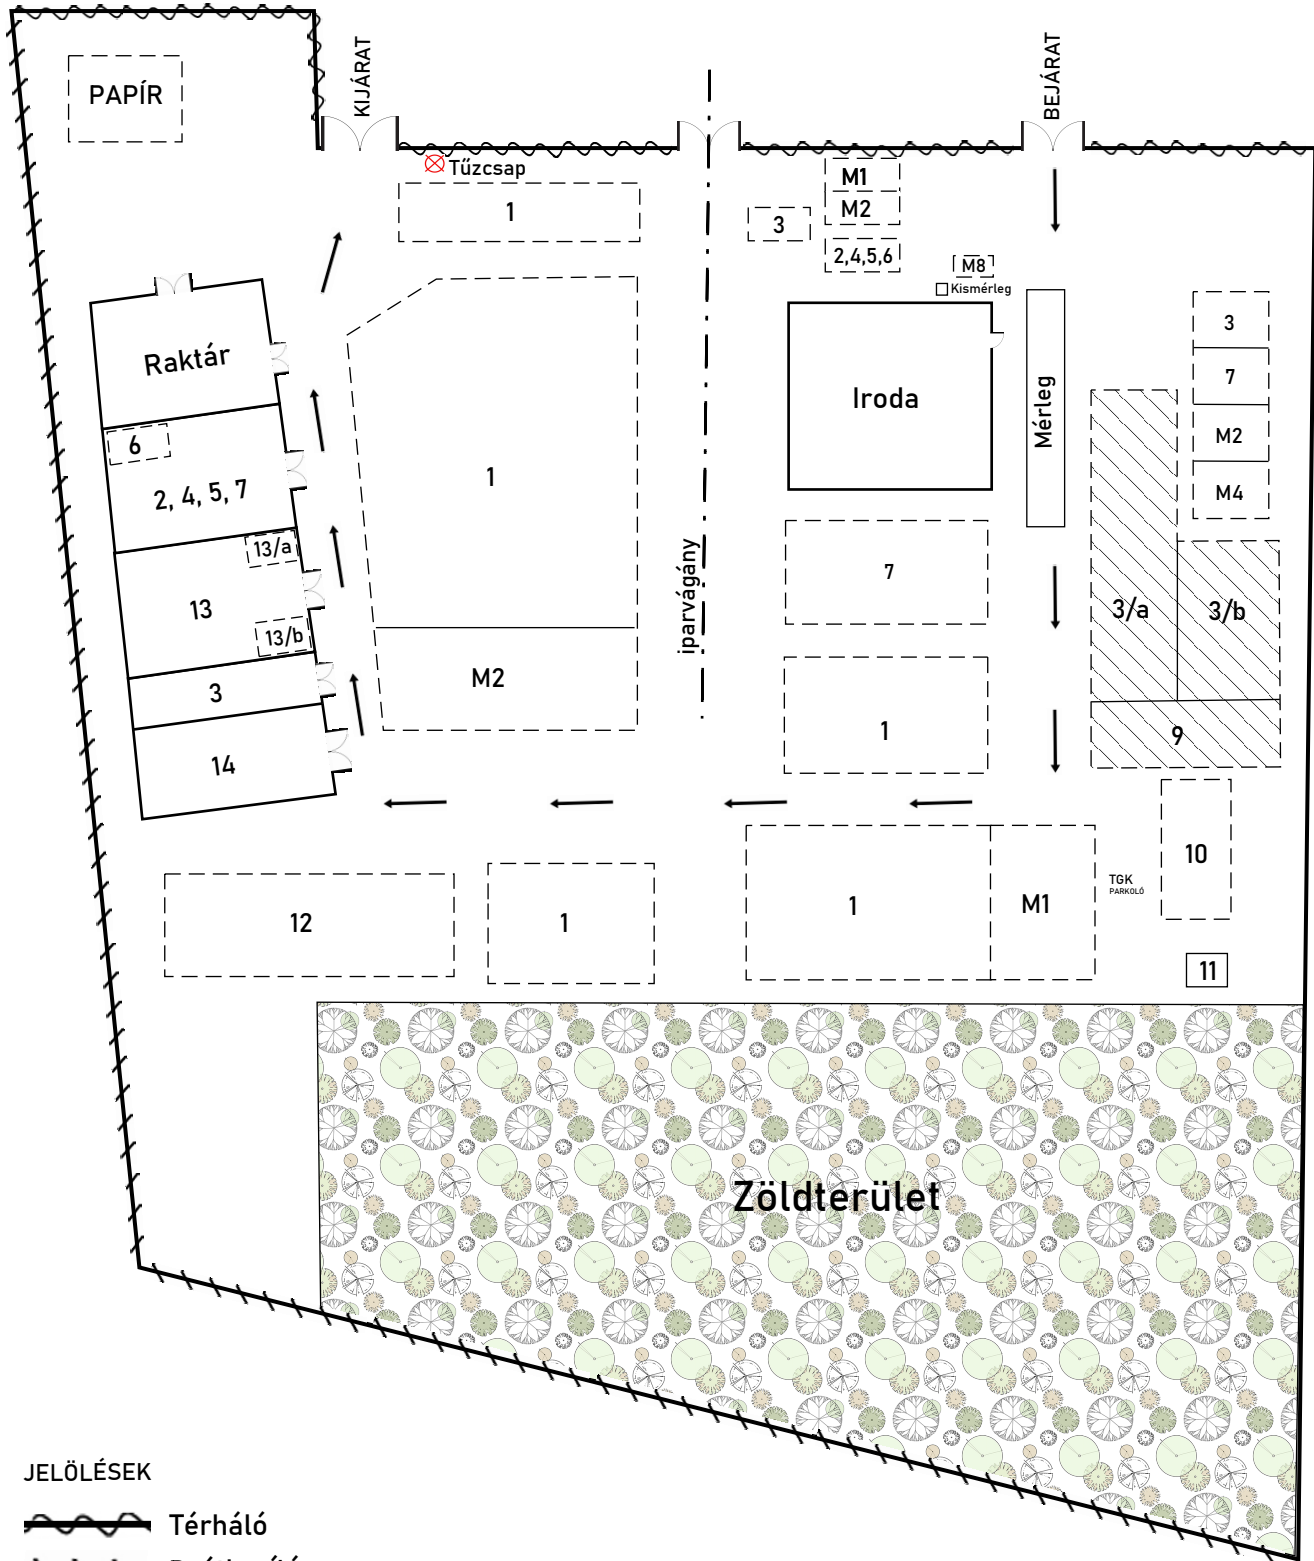 KIJÁRAT
BEJÁRAT
PAPÍR
Tűzcsap
1
M1
M2
3
2,4,5,6
M8
Kismérleg
Raktár
6
2, 4, 5, 7
13/a
13
13/b
3
14
1
M2
iparvágány
Iroda
Mérleg
3
7
M2
M4
7
1
3/a
3/b
9
10
11
TGK
PARKOLÓ
12
1
1
M1
Zöldterület
JELÖLÉSEK
Térháló